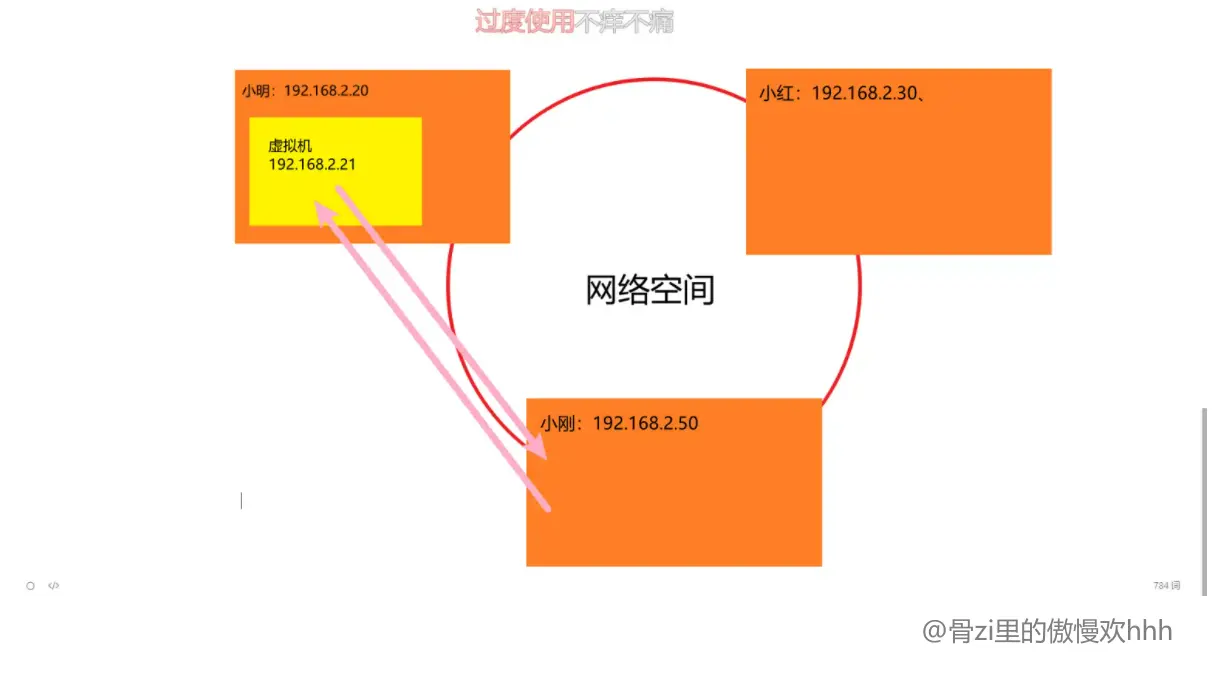 过度使用不痒不痛
小明：192.168.2.20
虚拟机
192.168.2.21
小红：192.168.2.30、
网络空间
小刚：192.168.2.50
</>
784 词
@骨zi里的傲慢欢hhh